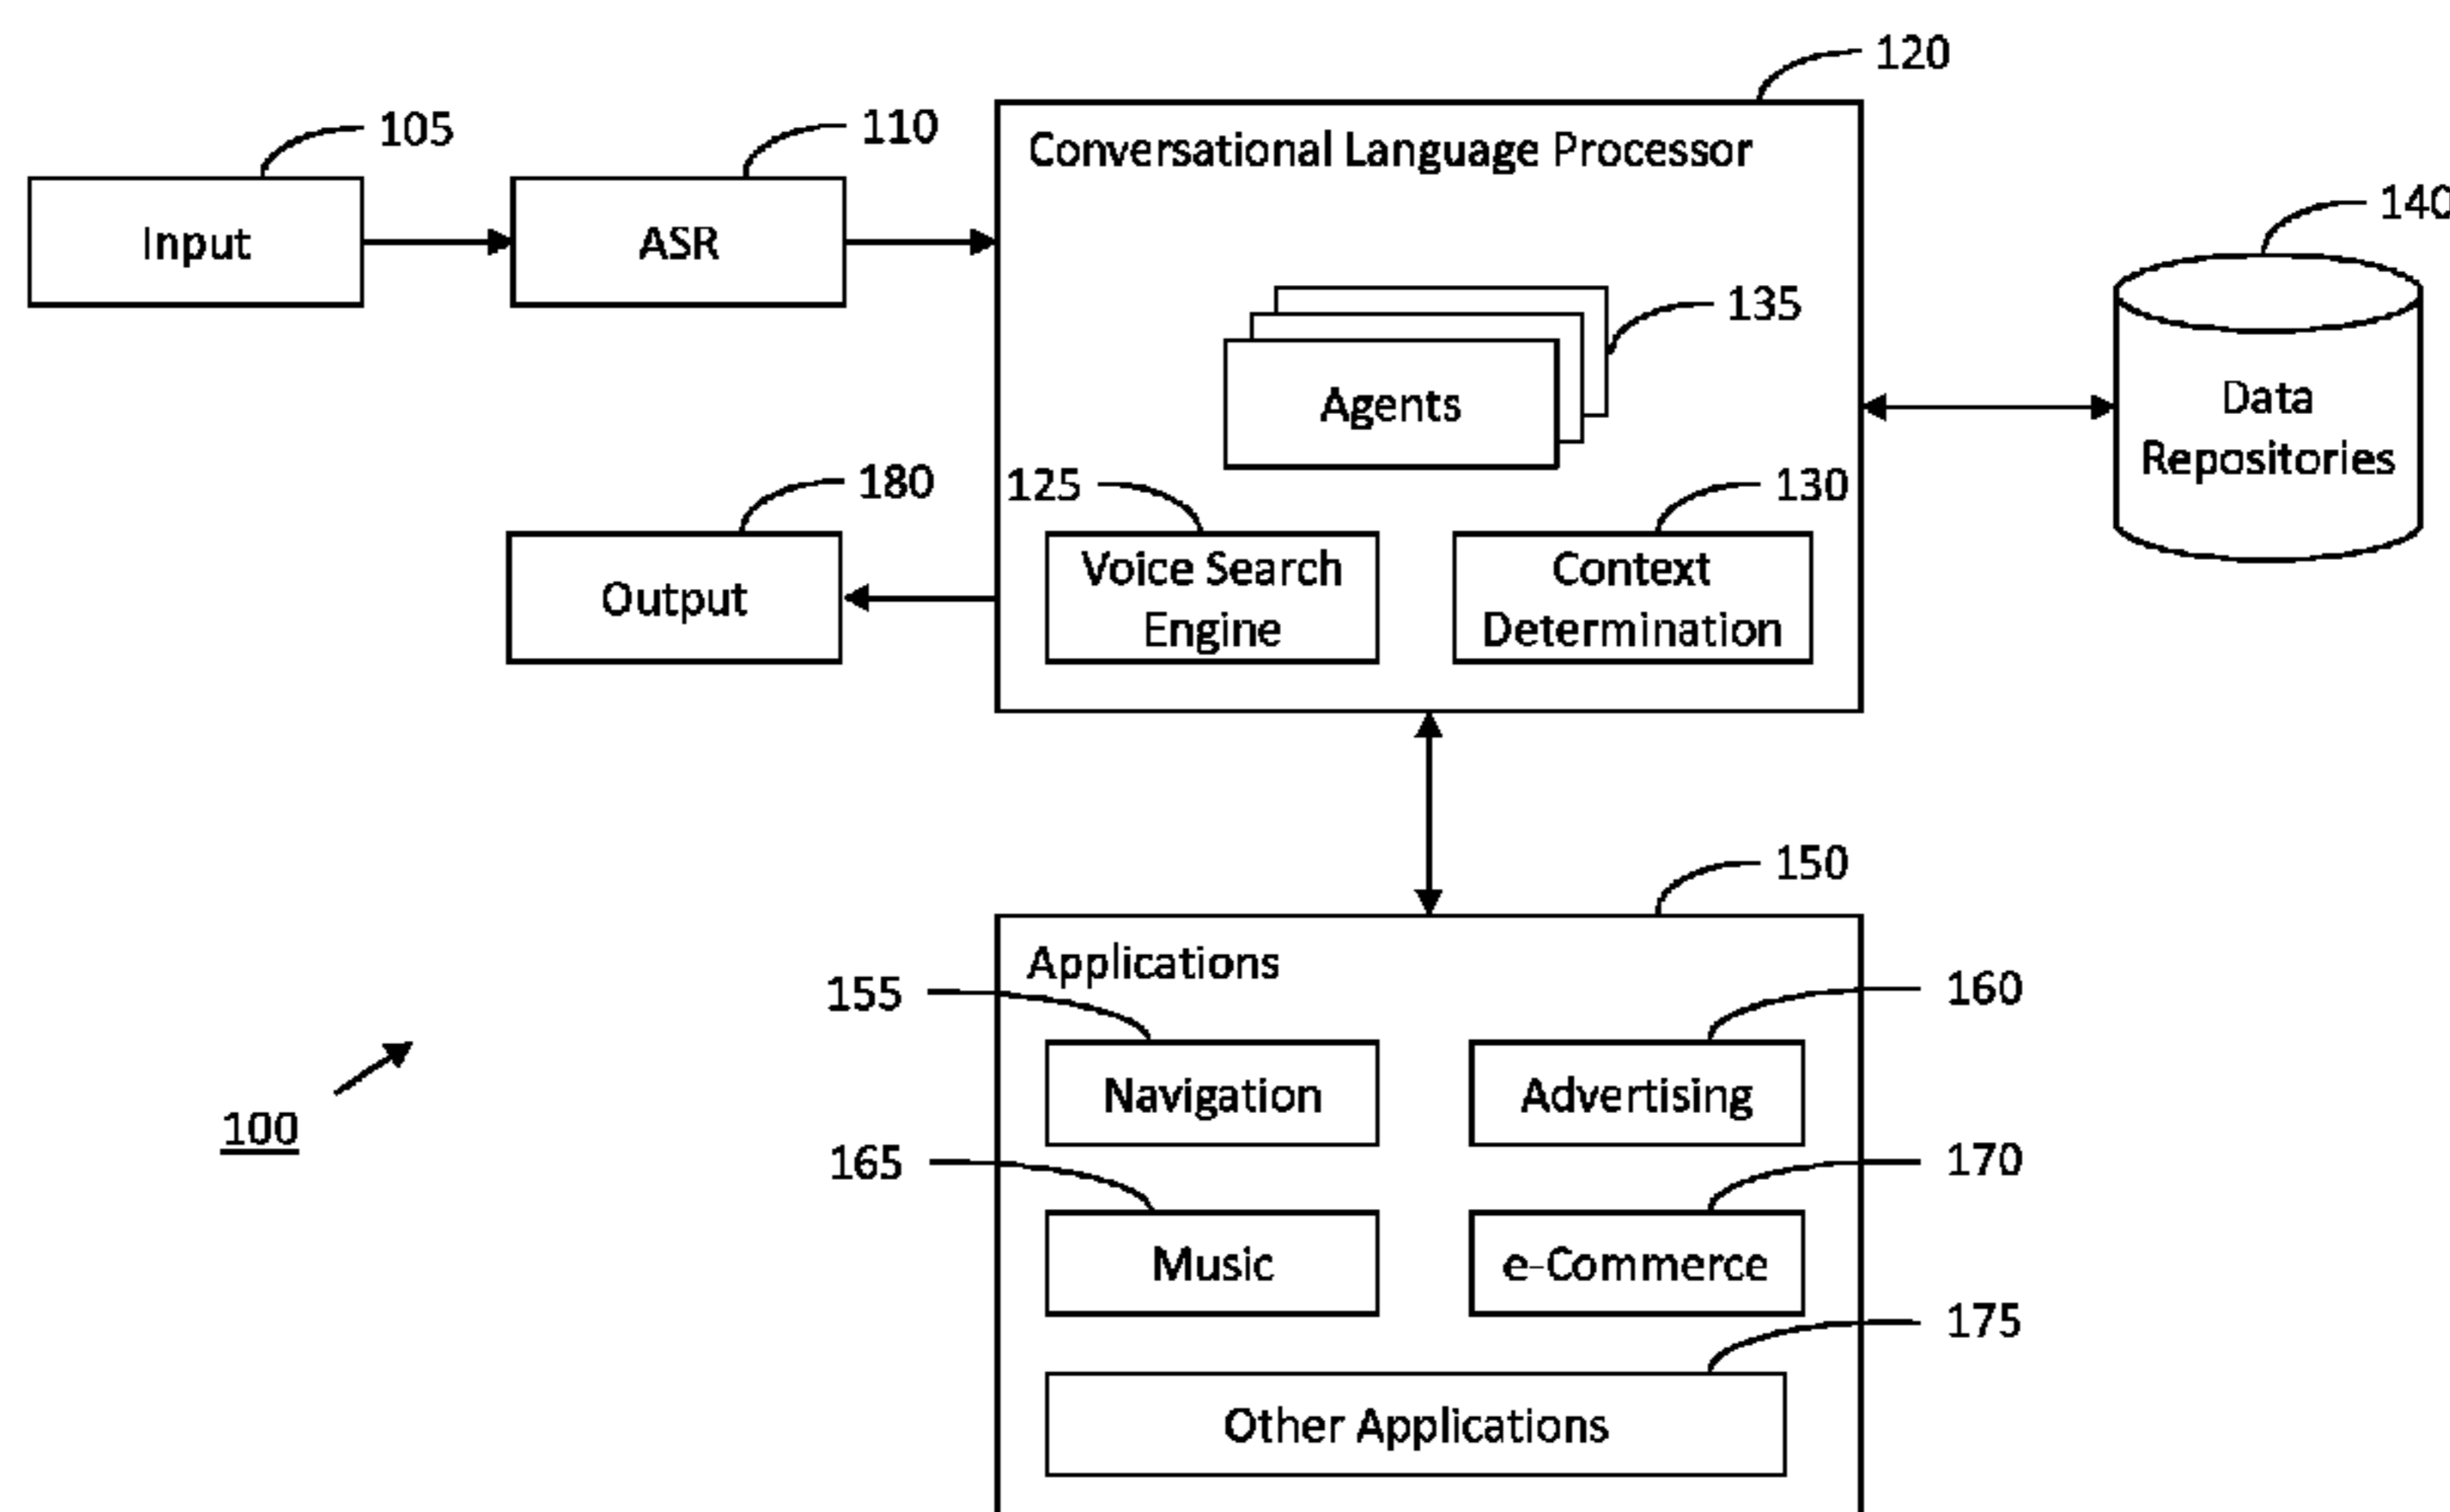 120
105
110
Conversational Language Processor
140
Input
ASR
135
Agents
Data
Repositories
180
125
130
Output
Voice Search
Engine
Context
Determination
150
Applications
155
160
Navigation
Advertising
100
165
170
Music
e-Commerce
175
Other Applications